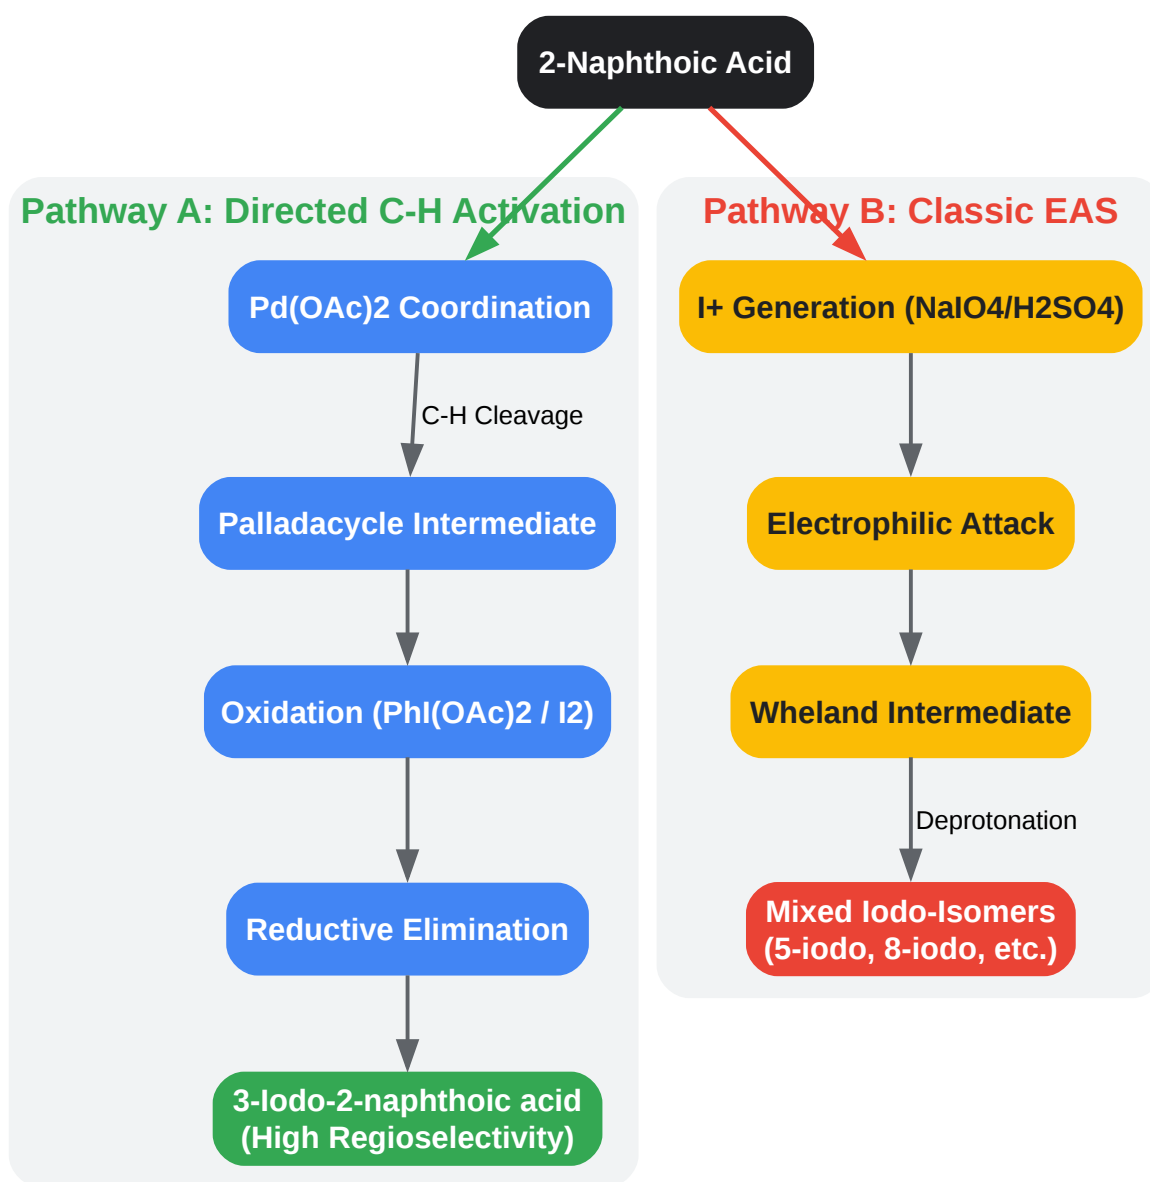 2-Naphthoic Acid
Pathway A: Directed C-H Activation
Pd(OAc)2 Coordination
C-H Cleavage
Palladacycle Intermediate
Oxidation (PhI(OAc)2 / I2)
Reductive Elimination
3-Iodo-2-naphthoic acid
(High Regioselectivity)
Pathway B: Classic EAS
I+ Generation (NaIO4/H2SO4)
Electrophilic Attack
Wheland Intermediate
Deprotonation
Mixed Iodo-Isomers
(5-iodo, 8-iodo, etc.)